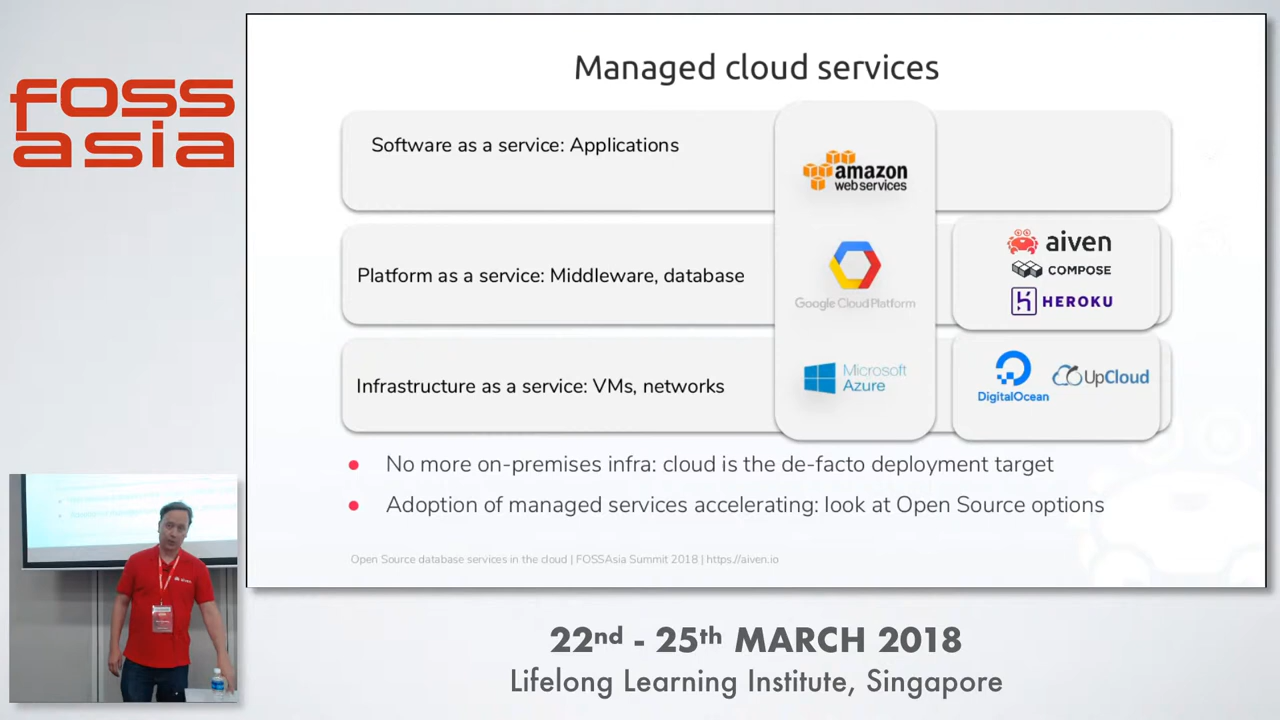 foss
asia
Managed cloud services
Software as a service: Applications
amazon
webservices
Platform as a service: Middleware, database
Google Cloud Platform
aiven
COMPOSE
HEROKU
Infrastructure as a service: VMs, networks
Microsoft
Azure
DigitalOcean
UpCloud
No more on-premises infra: cloud is the de-facto deployment target
Adoption of managed services accelerating: look at Open Source options
Open Source database services in the cloud | FOSSAsia Summit 2018 | https://aiven.io
22nd - 25th MARCH 2018
Lifelong Learning Institute, Singapore